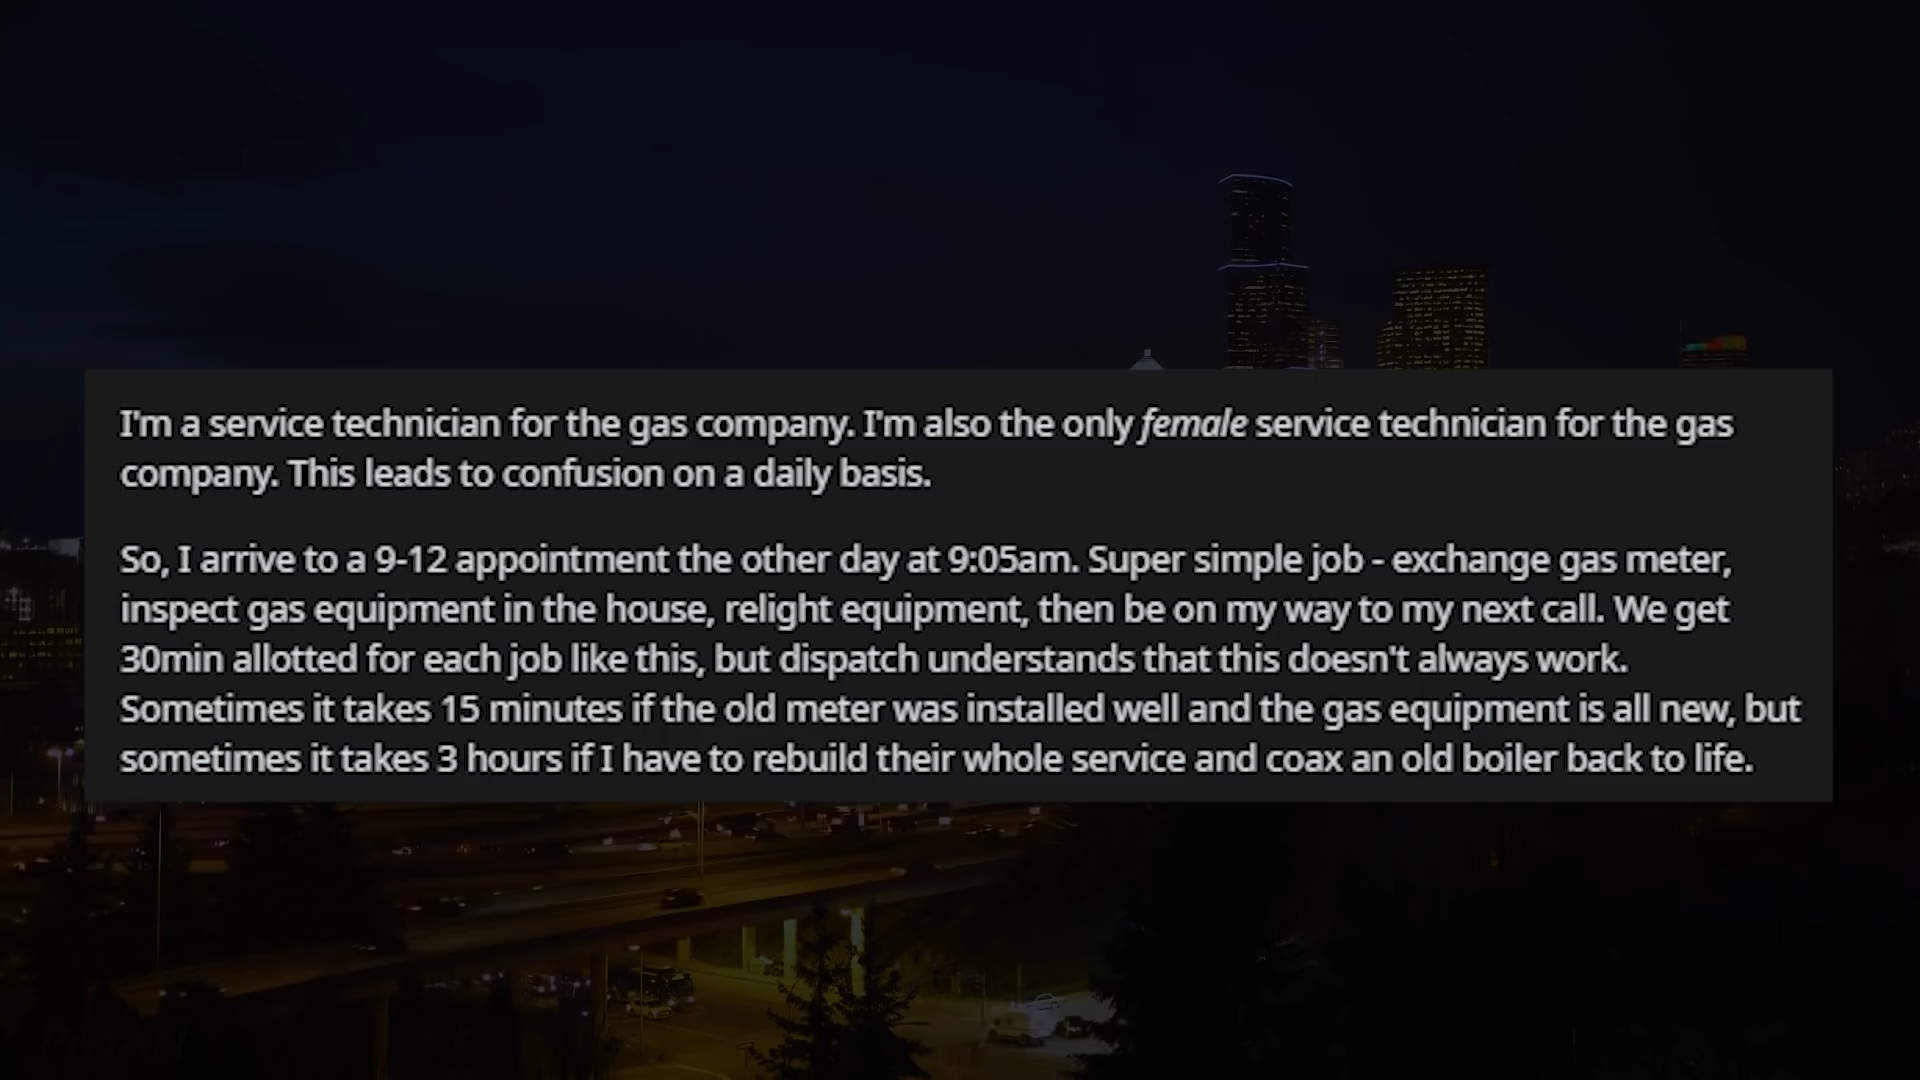 I'm a service technician for the gas company. I'm also the only female service technician for the gas
company. This leads to confusion on a daily basis.
So, I arrive to a 9-12 appointment the other day at 9:05am. Super simple job - exchange gas meter,
inspect gas equipment in the house, relight equipment, then be on my way to my next call. We get
30min allotted for each job like this, but dispatch understands that this doesn't always work.
Sometimes it takes 15 minutes if the old meter was installed well and the gas equipment is all new, but
sometimes it takes 3 hours if I have to rebuild their whole service and coax an old boiler back to life.